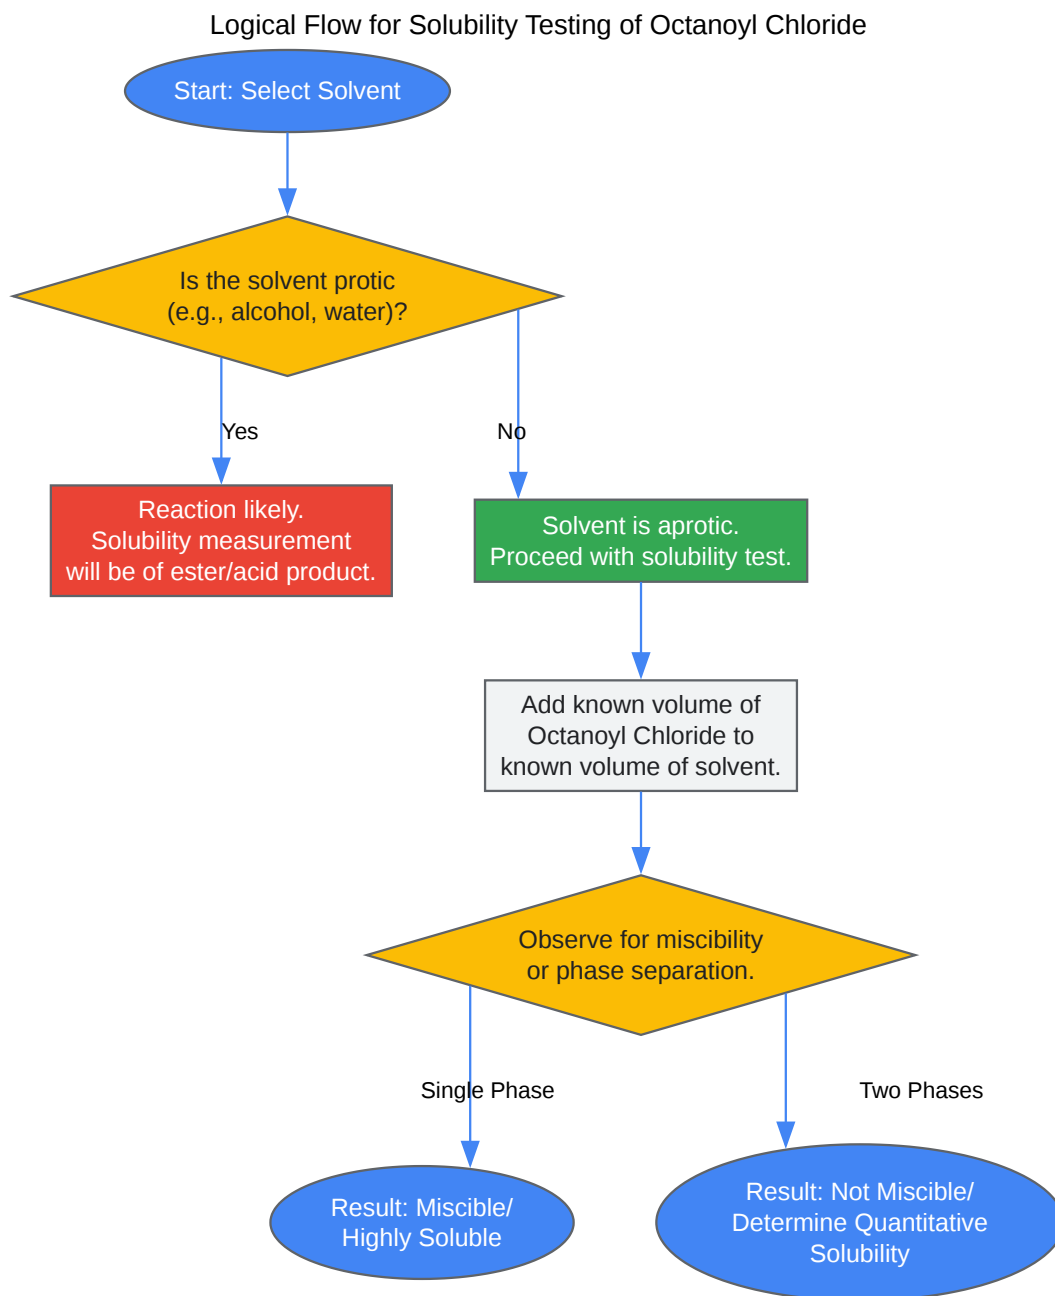 Logical Flow for Solubility Testing of Octanoyl Chloride
Start: Select Solvent
Is the solvent protic
(e.g., alcohol, water)?
Yes
No
Reaction likely.
Solubility measurement
will be of ester/acid product.
Solvent is aprotic.
Proceed with solubility test.
Add known volume of
Octanoyl Chloride to
known volume of solvent.
Observe for miscibility
or phase separation.
Single Phase
Two Phases
Result: Miscible/
Highly Soluble
Result: Not Miscible/
Determine Quantitative
Solubility